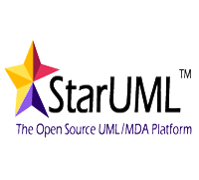 StarUML™
The Open Source UML/MDA Platform